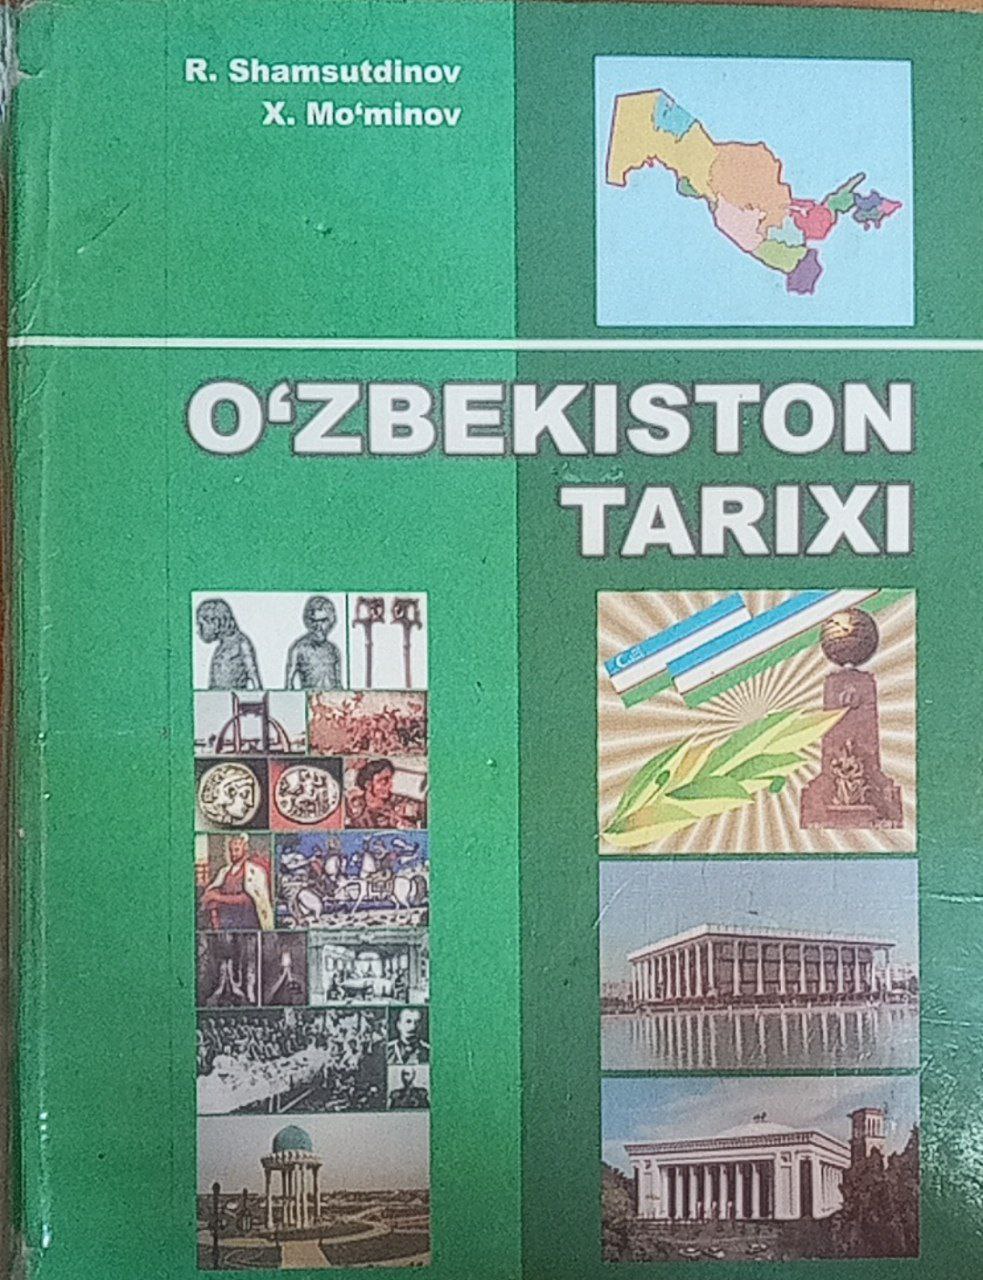 R. Shamsutdinov
X. Mo‘minov
O‘ZBEKISTON
TARIXI